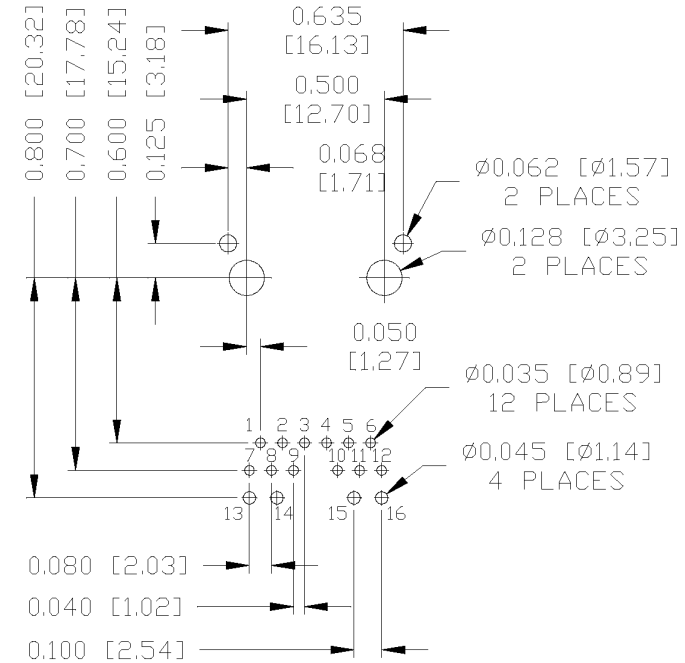 0.635
[16.13]
0.500
[12.70]
0.068
[1.71]
0.800 [20.32]
0.700 [17.78]
0.600 [15.24]
0.125 [3.18]
Ø0.062 [Ø1.57]
2 PLACES
Ø0.128 [Ø3.25]
2 PLACES
0.050
[1.27]
Ø0.035 [Ø0.89]
12 PLACES
1 2 3 4 5 6
7 8 9 10 11 12
Ø0.045 [Ø1.14]
4 PLACES
13 14 15 16
0.080 [2.03]
0.040 [1.02]
0.100 [2.54]